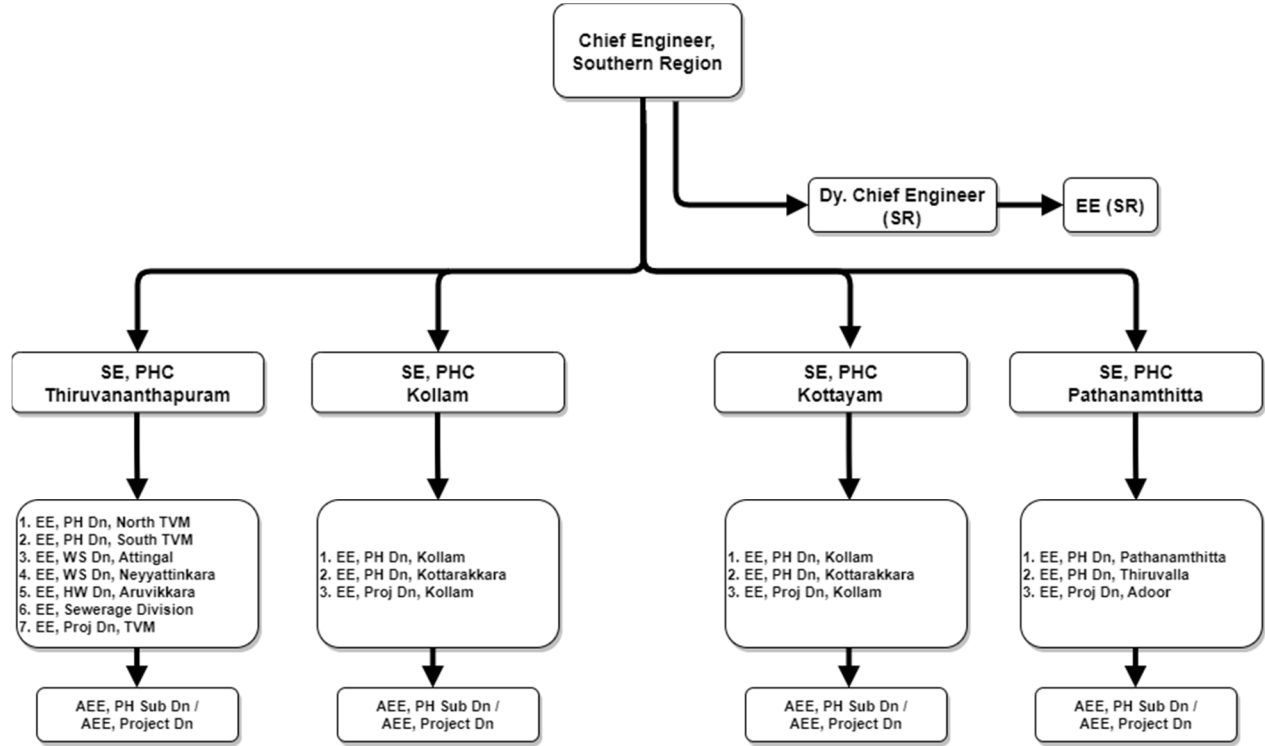 Chief Engineer,
Southern Region
Dy. Chief Engineer
(SR)
EE (SR)
SE, PHC
Thiruvananthapuram
SE, PHC
Kollam
SE, PHC
Kottayam
SE, PHC
Pathanamthitta
1. EE, PH Dn, North TVM
2. EE, PH Dn, South TVM
3. EE, WS Dn, Attingal
4. EE, WS Dn, Neyyattinkara
5. EE, HW Dn, Aruvikkara
6. EE, Sewerage Division
7. EE, Proj Dn, TVM
1. EE, PH Dn, Kollam
2. EE, PH Dn, Kottarakkara
3. EE, Proj Dn, Kollam
1. EE, PH Dn, Kollam
2. EE, PH Dn, Kottarakkara
3. EE, Proj Dn, Kollam
1. EE, PH Dn, Pathanamthitta
2. EE, PH Dn, Thiruvalla
3. EE, Proj Dn, Adoor
AEE, PH Sub Dn /
AEE, Project Dn
AEE, PH Sub Dn /
AEE, Project Dn
AEE, PH Sub Dn /
AEE, Project Dn
AEE, PH Sub Dn /
AEE, Project Dn